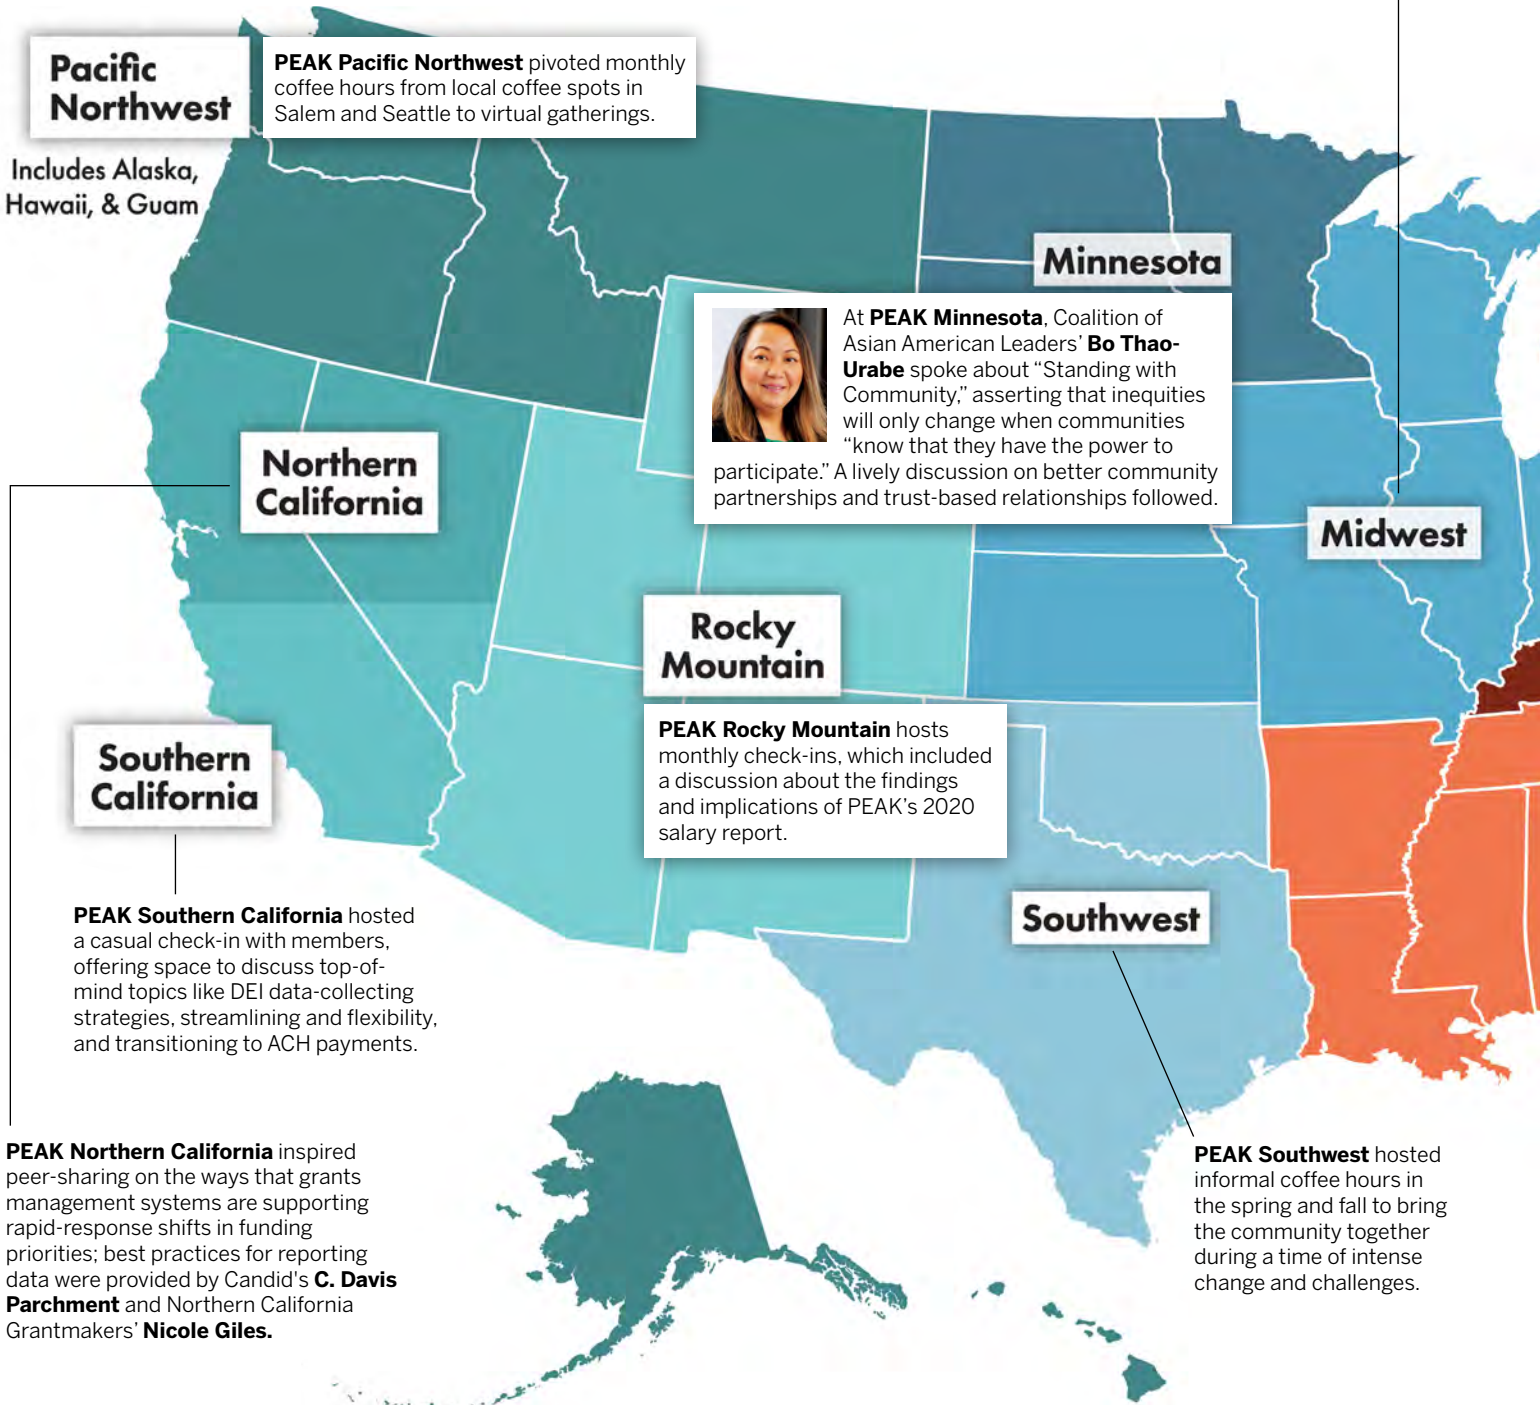 Pacific
Northwest
Includes Alaska,
Hawaii, & Guam
PEAK Pacific Northwest pivoted monthly
coffee hours from local coffee spots in
Salem and Seattle to virtual gatherings.
Minnesota
At PEAK Minnesota, Coalition of
Asian American Leaders’ Bo Thao-
Urabe spoke about “Standing with
Community,” asserting that inequities
will only change when communities
“know that they have the power to
participate.” A lively discussion on better community
partnerships and trust-based relationships followed.
Northern
California
Midwest
Rocky
Mountain
PEAK Rocky Mountain hosts
monthly check-ins, which included
a discussion about the findings
and implications of PEAK’s 2020
salary report.
Southern
California
PEAK Southern California hosted
a casual check-in with members,
offering space to discuss top-of-
mind topics like DEI data-collecting
strategies, streamlining and flexibility,
and transitioning to ACH payments.
Southwest
PEAK Northern California inspired
peer-sharing on the ways that grants
management systems are supporting
rapid-response shifts in funding
priorities; best practices for reporting
data were provided by Candid's C. Davis
Parchment and Northern California
Grantmakers’ Nicole Giles.
PEAK Southwest hosted
informal coffee hours in
the spring and fall to bring
the community together
during a time of intense
change and challenges.